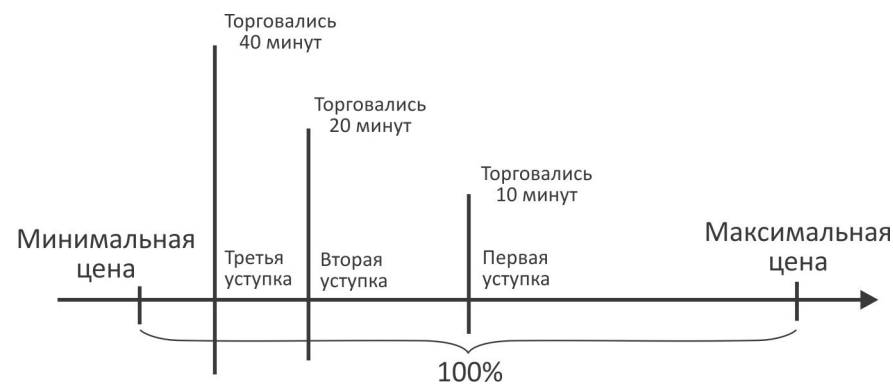 Торговались
40 минут
Торговались
20 минут
Торговались
10 минут
Минимальная
цена
Третья
уступка
Вторая
уступка
Первая
уступка
Максимальная
цена
100%